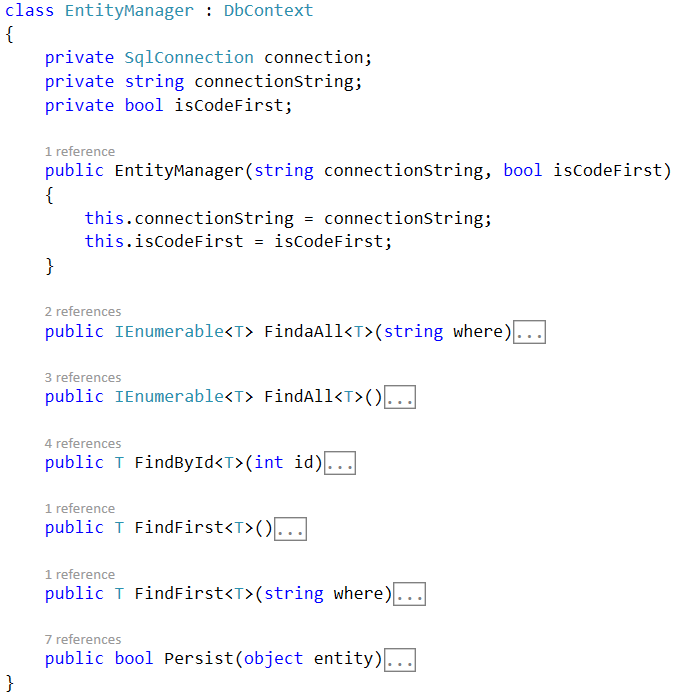 class EntityManager : DbContext
{
    private SqlConnection connection;
    private string connectionString;
    private bool isCodeFirst;
    1 reference
    public EntityManager(string connectionString, bool isCodeFirst)
    {
        this.connectionString = connectionString;
        this.isCodeFirst = isCodeFirst;
    }
    2 references
    public IEnumerable<T> FindaAll<T>(string where)...
    3 references
    public IEnumerable<T> FindAll<T>()...
    4 references
    public T FindById<T>(int id)...
    1 reference
    public T FindFirst<T>()...
    1 reference
    public T FindFirst<T>(string where)...
    7 references
    public bool Persist(object entity)...
}